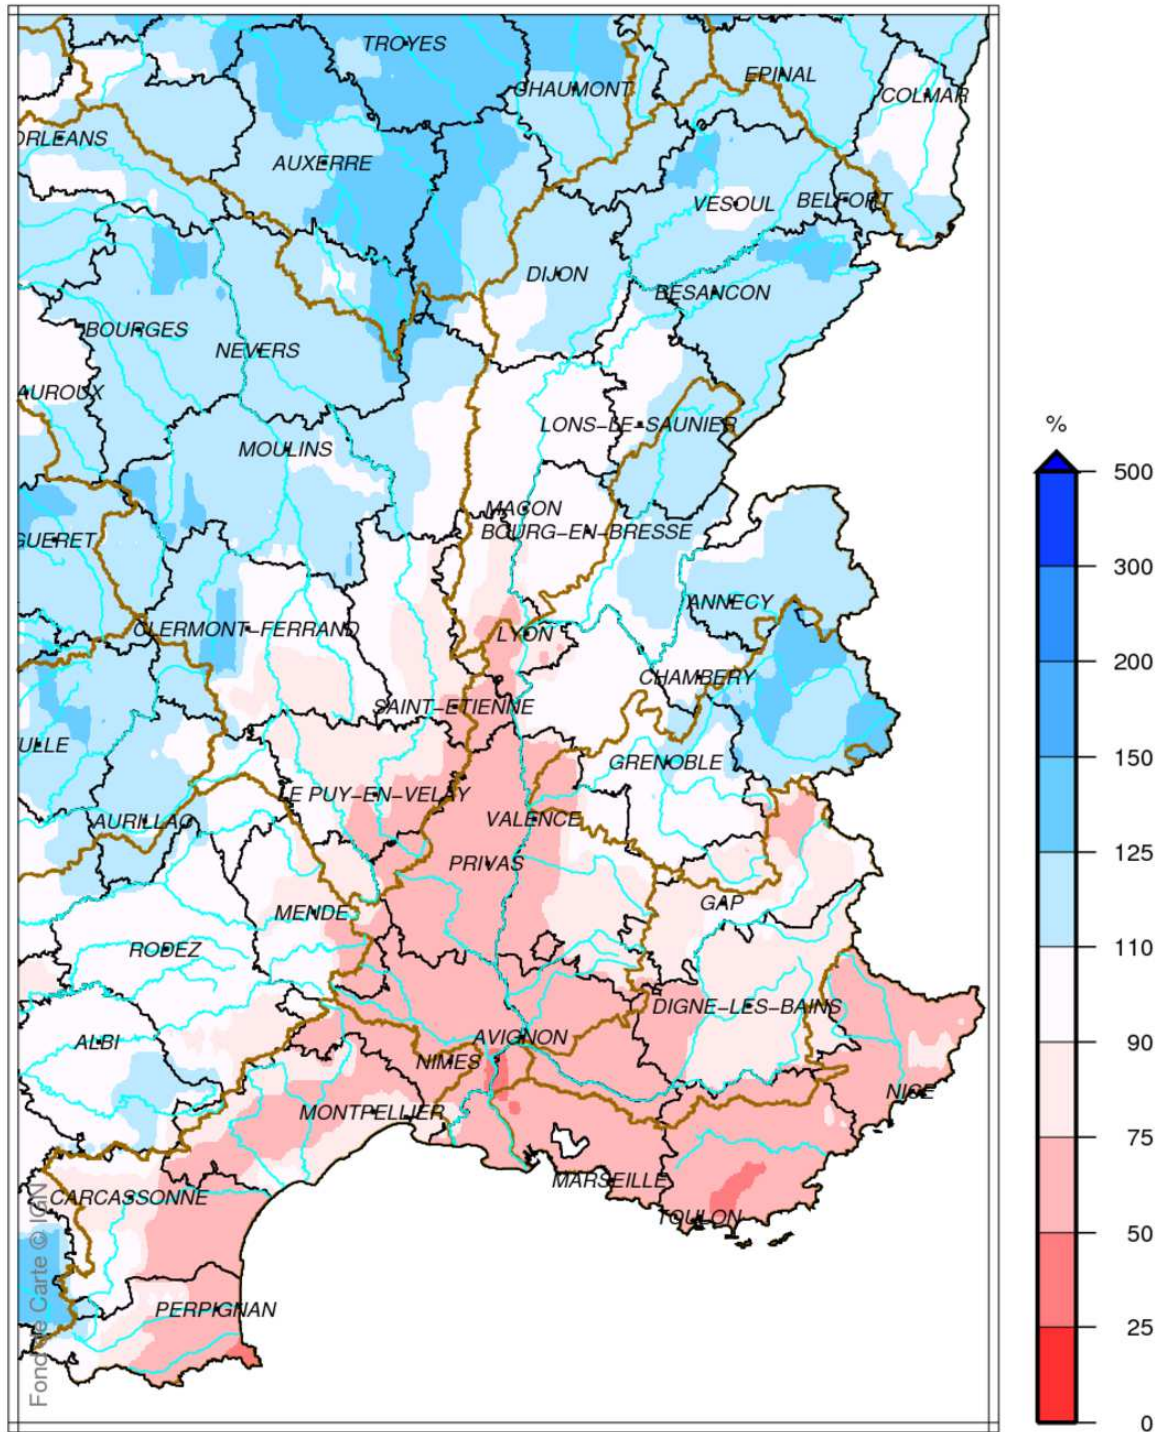 TROYES
EPINAL
CHAUMONT
COLMAR
ORLEANS
AUXERRE
VESOUL
BELFORT
DIJON
BESANCON
BOURGES
NEVERS
AUROUX
LONS-LE-SAUNIER
MOULINS
MACON
BOURG-EN-BRESSE
GUERET
ANNECY
CLERMONT-FERRAND
LYON
CHAMBERY
SAINT-ETIENNE
ULLE
GRENOBLE
LE PUY-EN-VELAY
VALENCE
AURILLAC
PRIVAS
GAP
MENDE
RODEZ
DIGNE-LES-BAINS
AVIGNON
ALBI
NIMES
NICE
MONTPELLIER
MARSEILLE
CARCASSONNE
TOULON
PERPIGNAN
Fond de Carte © IGN
%
500
300
200
150
125
110
90
75
50
25
0